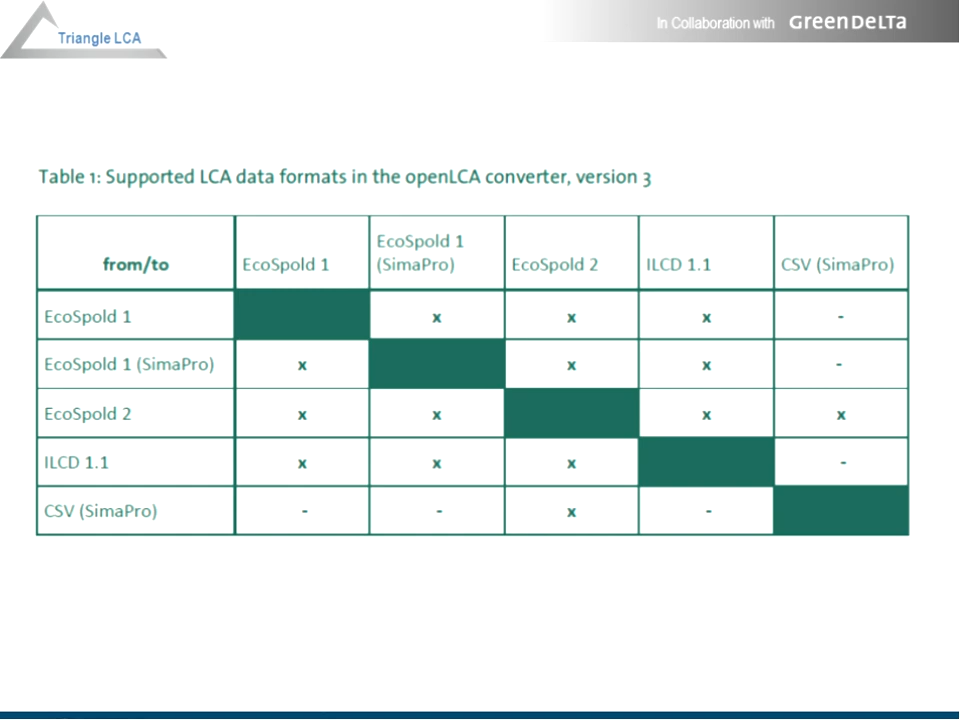 Triangle LCA
In Collaboration with GreenDeLTa
Table 1: Supported LCA data formats in the openLCA converter, version 3
from/to EcoSpold 1 EcoSpold 1 (SimaPro) EcoSpold 2 ILCD 1.1 CSV (SimaPro)
EcoSpold 1 x x x -
EcoSpold 1 (SimaPro) x x x -
EcoSpold 2 x x x x
ILCD 1.1 x x x -
CSV (SimaPro) - - x -